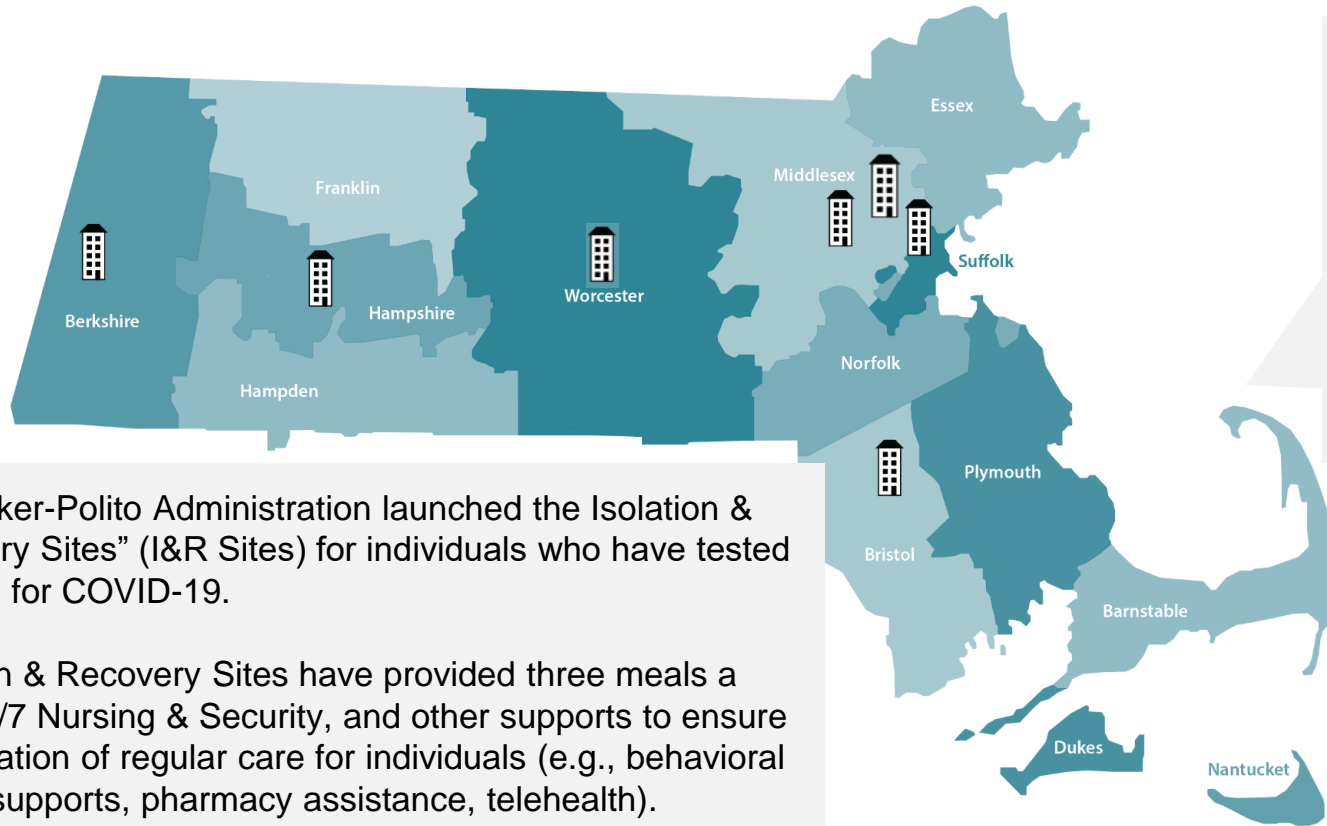 Essex
Middlesex
Franklin
Suffolk
Worcester
Hampshire
Berkshire
Norfolk
Hampden
Plymouth
ker-Polito Administration launched the Isolation &
ry Sites” (I&R Sites) for individuals who have tested
for COVID-19.
Bristol
Barnstable
n & Recovery Sites have provided three meals a
/7 Nursing & Security, and other supports to ensure
ation of regular care for individuals (e.g., behavioral
supports, pharmacy assistance, telehealth).
Dukes
Nantucket